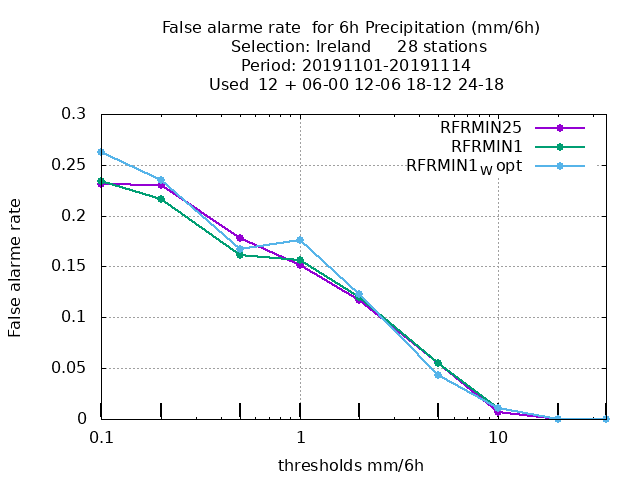 False alarme rate  for 6h Precipitation (mm/6h)
Selection: Ireland     28 stations
Period: 20191101-20191114
Used  12 + 06-00 12-06 18-12 24-18
RFRMIN25
RFRMIN1
RFRMIN1W opt
False alarme rate
0.3
0.25
0.2
0.15
0.1
0.05
0
0.1 1 10
thresholds mm/6h